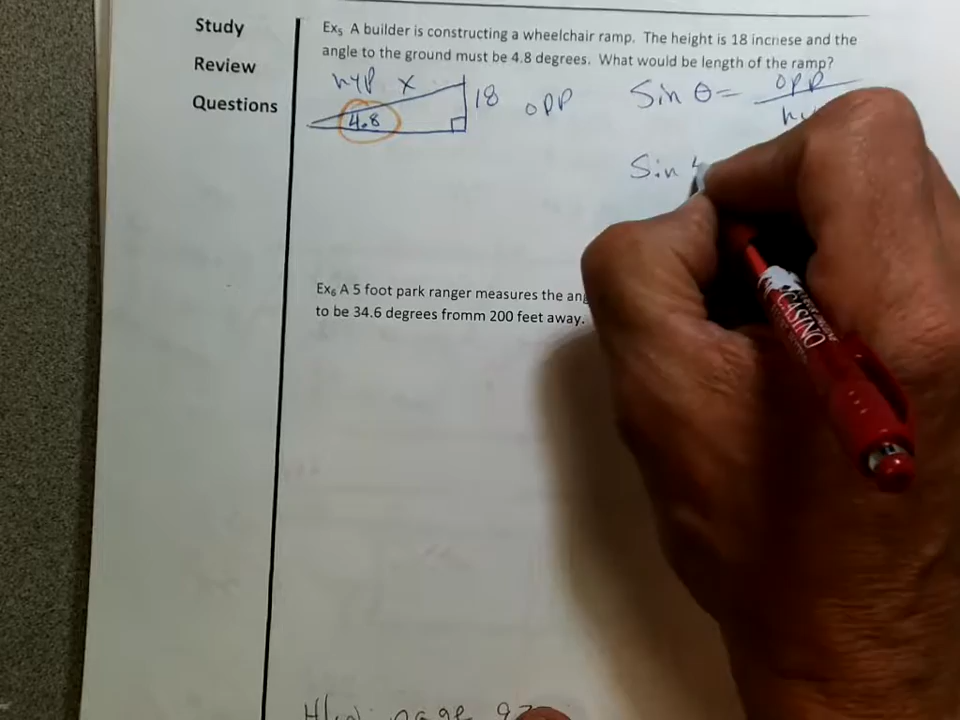 Study
Review
Questions
Ex₅ A builder is constructing a wheelchair ramp. The height is 18 incnese and the
angle to the ground must be 4.8 degrees. What would be length of the ramp?
hyp x
18 opp
4.8
Sin θ = opp
Sin
Ex₆ A 5 foot park ranger measures the
to be 34.6 degrees fromm 200 feet away.
page
CASINO